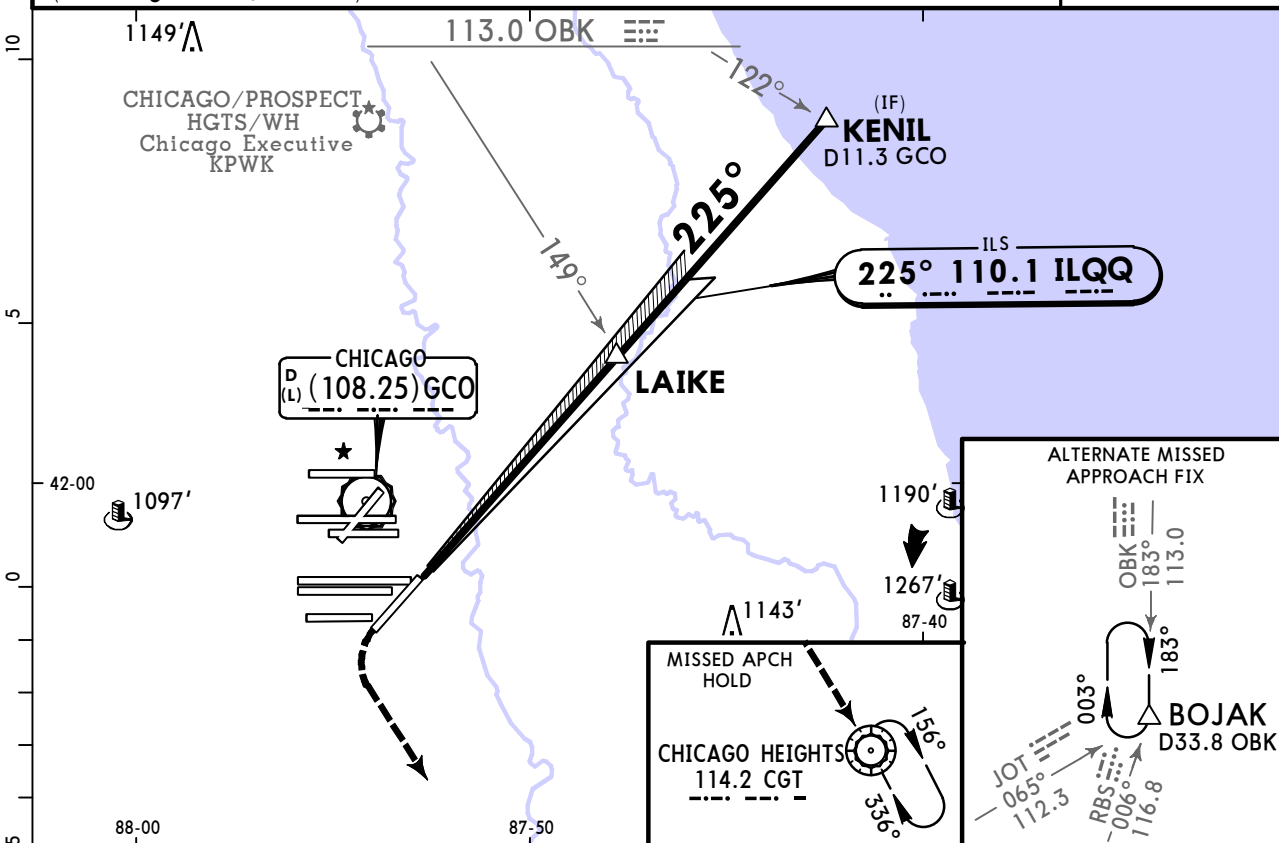 1149'
113.0 OBK
122°
10
CHICAGO/PROSPECT
HGTS/WH
Chicago Executive
KPWK
(IF)
KENIL
D11.3 GCO
225°
149°
ILS
225° 110.1 ILQQ
5
CHICAGO
D
(L) (108.25) GCO
LAIKE
42-00
1097'
1190'
1267'
87-40
0
1143'
MISSED APCH
HOLD
CHICAGO HEIGHTS
114.2 CGT
156°
336°
ALTERNATE MISSED
APPROACH FIX
OBK
183°
113.0
183°
003°
BOJAK
D33.8 OBK
JOT
065°
112.3
RBS
006°
116.8
88-00
87-50
5